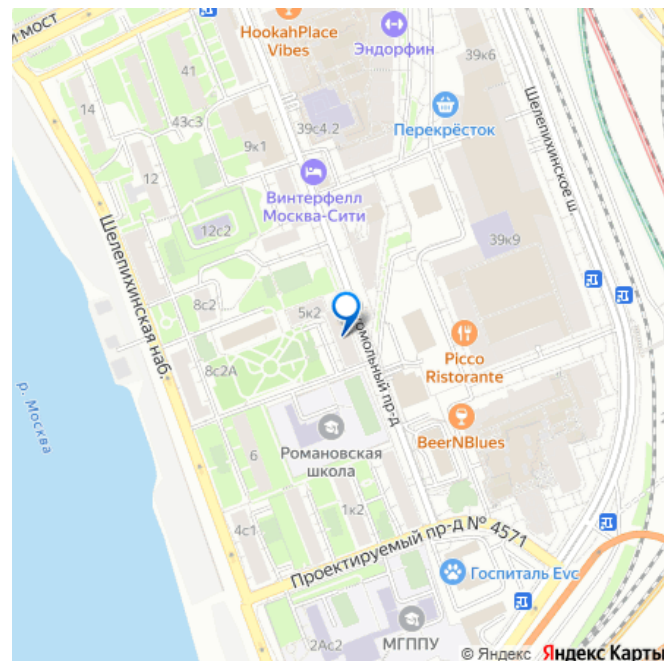 й мост
HookahPlace
Vibes
Эндорфин
39к6
41
14
43с3
39с4.2
Перекрёсток
9к1
Шелепихинское ш.
12
Винтерфелл
Москва-Сити
12с2
39к9
Шелепихинская наб.
8с2
5к2
омольный пр-д
Picco
Ristorante
8с2А
р. Москва
BeerNBlues
Романовская
школа
6
1к2
4с1
Проектируемый пр-д № 4571
Госпиталь Evc
МГППУ
2Ас2
© Яндекс Яндекс Карты